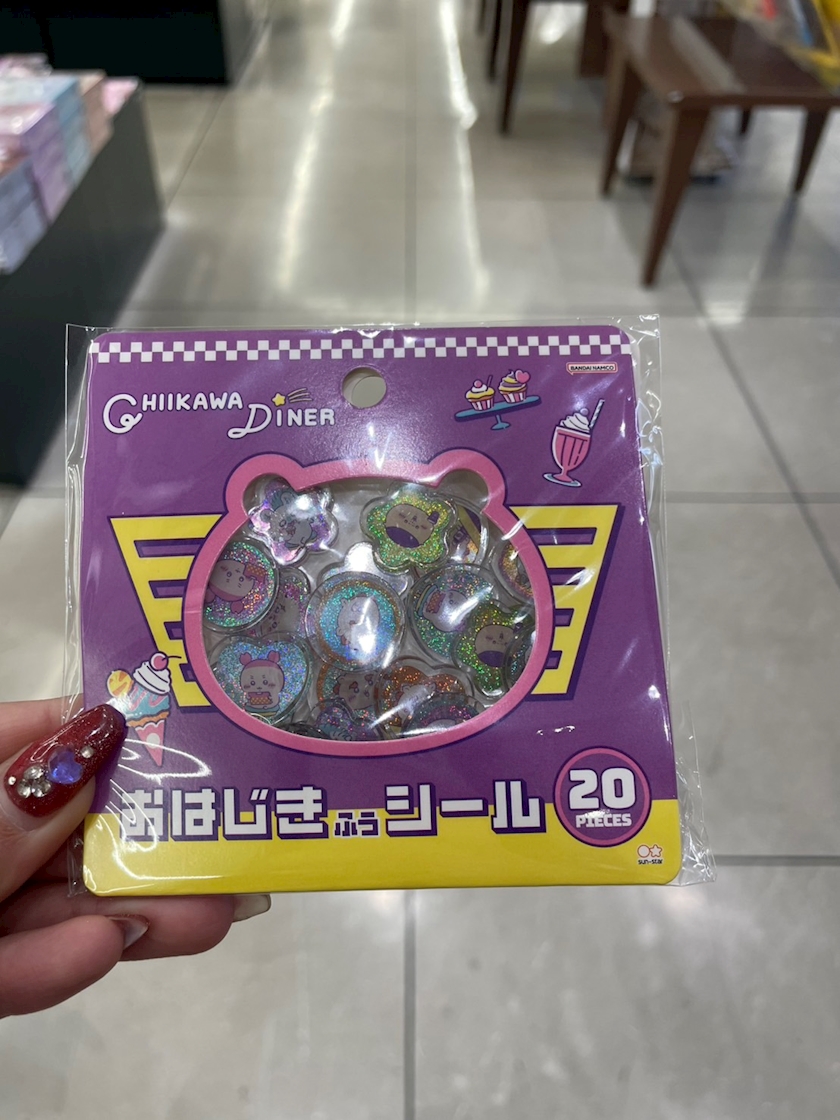 CHIIKAWA
DINER
BANDAI NAMCO
おはじきふうシール
20
PIECES
sun-star